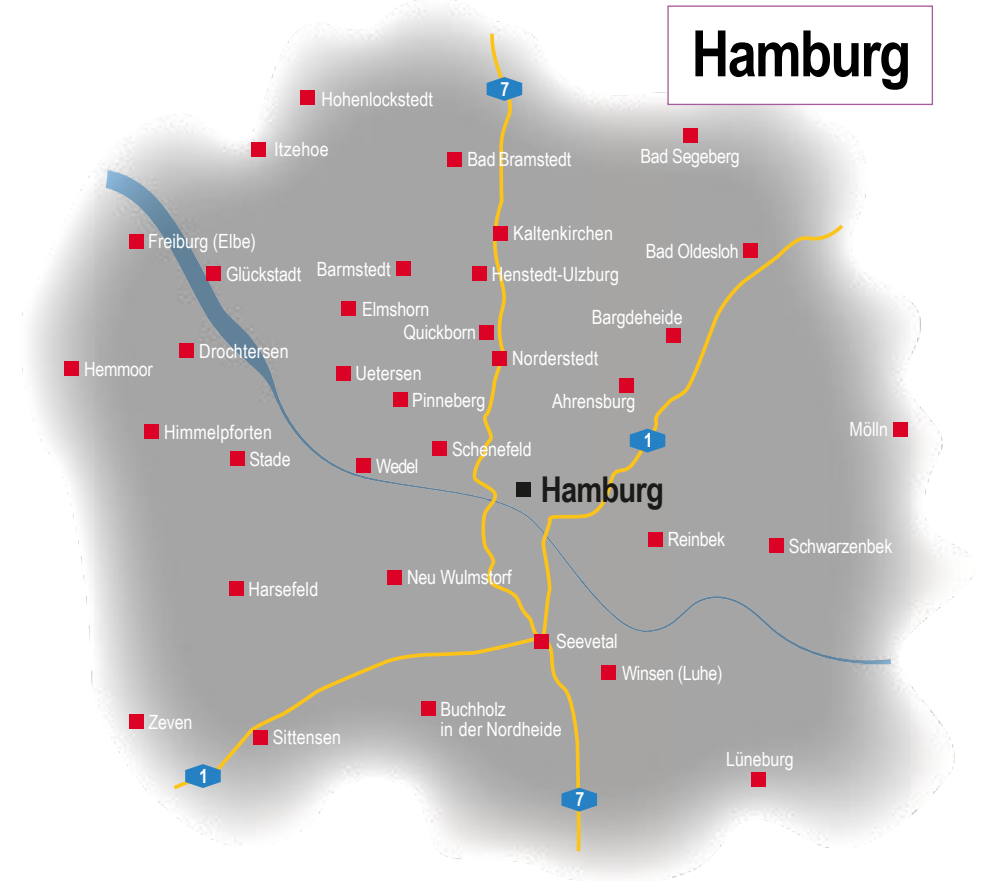 Hamburg
7
Hohenlockstedt
Itzehoe
Bad Bramstedt
Bad Segeberg
Freiburg (Elbe)
Kaltenkirchen
Bad Oldesloh
Glückstadt
Barmstedt
Henstedt-Ulzburg
Elmshorn
Bargdeheide
Quickborn
Drochtersen
Norderstedt
Hemmoor
Uetersen
Pinneberg
Ahrensburg
Himmelpforten
Mölln
1
Schenefeld
Stade
Wedel
Hamburg
Reinbek
Schwarzenbek
Neu Wulmstorf
Harsefeld
Seevetal
Winsen (Luhe)
Buchholz
in der Nordheide
Zeven
Sittensen
Lüneburg
1
7